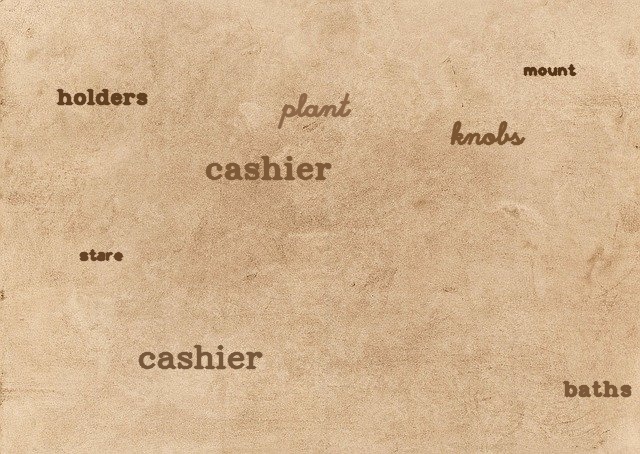 mount
holders
plant
knobs
cashier
stare
cashier
baths